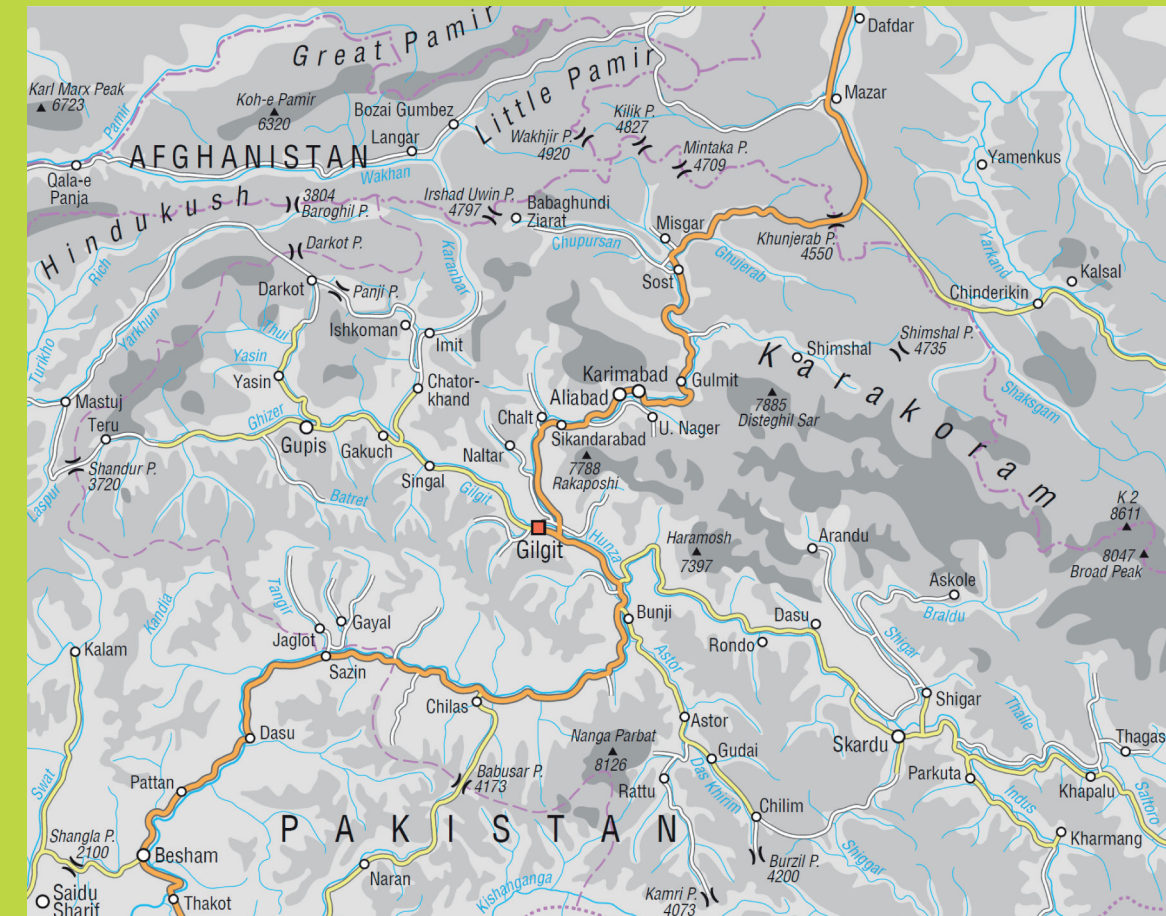 Great Pamir
Dafdar
Karl Marx Peak
6723
Koh-e Pamir
6320
Pamir
Bozai Gumbez
Little Pamir
Kilik P.
4827
Mazar
Langar
Wakhjir P.
4920
Mintaka P.
4709
AFGHANISTAN
Yamenkus
Qala-e
Panja
Wakhan
Hindukush
3804
Baroghil P.
Irshad Uwin P.
4797
Babaghundi
Ziarat
Misgar
Khunjerab P.
4550
Yarkand
Rich
Darkot P.
Karanbar
Chupursan
Ghujerab
Sost
Kalsal
Darkot
Panji P.
Chinderikin
Turikho
Yarkhun
Thui
Ishkoman
Imit
Shimshal P.
4735
Yasin
Yasin
Karakoram
Shimshal
Shaksgam
Mastuj
Chator-
khand
Karimabad
Aliabad
Gulmit
7885
Disteghil Sar
Teru
Ghizer
Chalt
Sikandarabad
U. Nager
Gupis
Gakuch
Naltar
Shandur P.
3720
Singal
7788
Rakaposhi
Laspur
Batret
Gilgit
K 2
8611
Gilgit
Hunza
Haramosh
7397
Arandu
8047
Broad Peak
Askole
Tangir
Kandia
Braldu
Gayal
Bunji
Dasu
Jaglot
Kalam
Astor
Rondo
Shigar
Sazin
Chilas
Shigar
Thalle
Dasu
Astor
Nanga Parbat
8126
Gudai
Skardu
Thagas
Swat
Pattan
Babusar P.
4173
Rattu
Das Khirim
Parkuta
Indus
Khapalu
Saltoro
Chilim
PAKISTAN
Shangla P.
2100
Besham
Kharmang
Naran
Burzil P.
4200
Shiggar
Saidu
Sharif
Thakot
Kishanganga
Kamri P.
4073